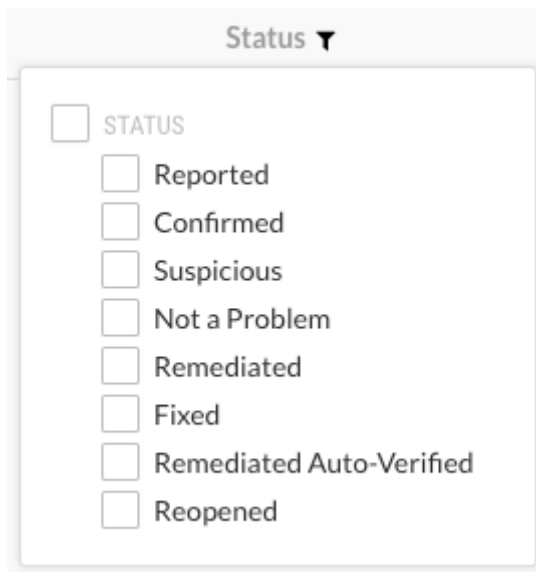 Status
STATUS
Reported
Confirmed
Suspicious
Not a Problem
Remediated
Fixed
Remediated Auto-Verified
Reopened